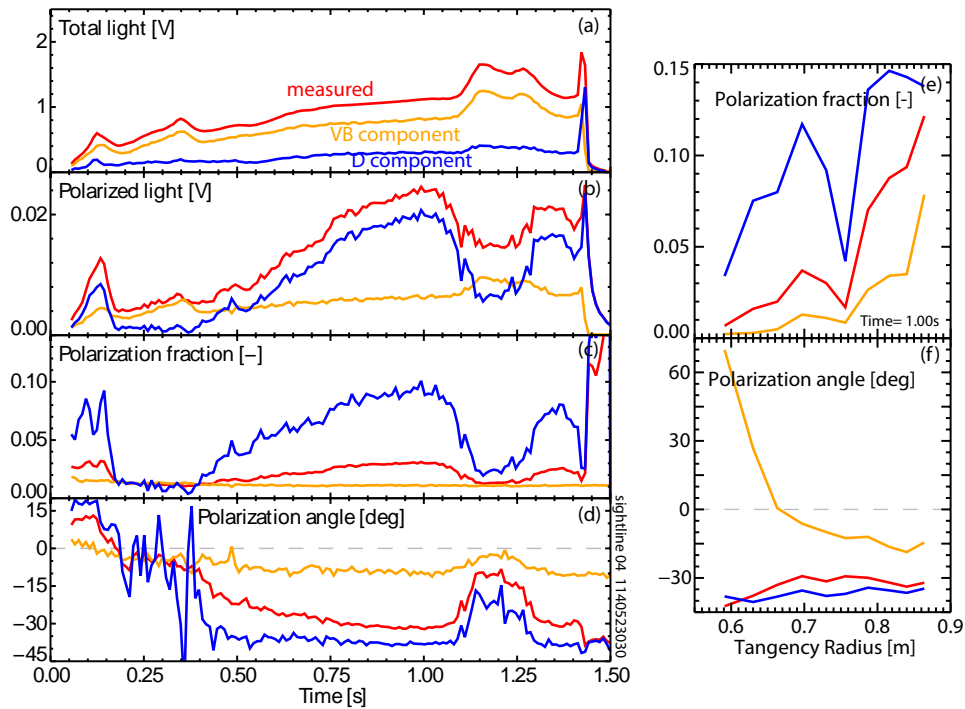 (a)
Total light [V]
2
measured
1
VB component
D component
0
(b)
Polarized light [V]
0.02
0.00
(c)
Polarization fraction [-]
0.10
0.05
0.00
(d)
Polarization angle [deg]
15
0
-15
-30
-45
0.00 0.25 0.50 0.75 1.00 1.25 1.50
Time [s]
sightline 04 1140523030
0.15
(e)
Polarization fraction [-]
0.10
0.05
0.00
Time= 1.00s
(f)
60
Polarization angle [deg]
30
0
-30
0.6 0.7 0.8 0.9
Tangency Radius [m]